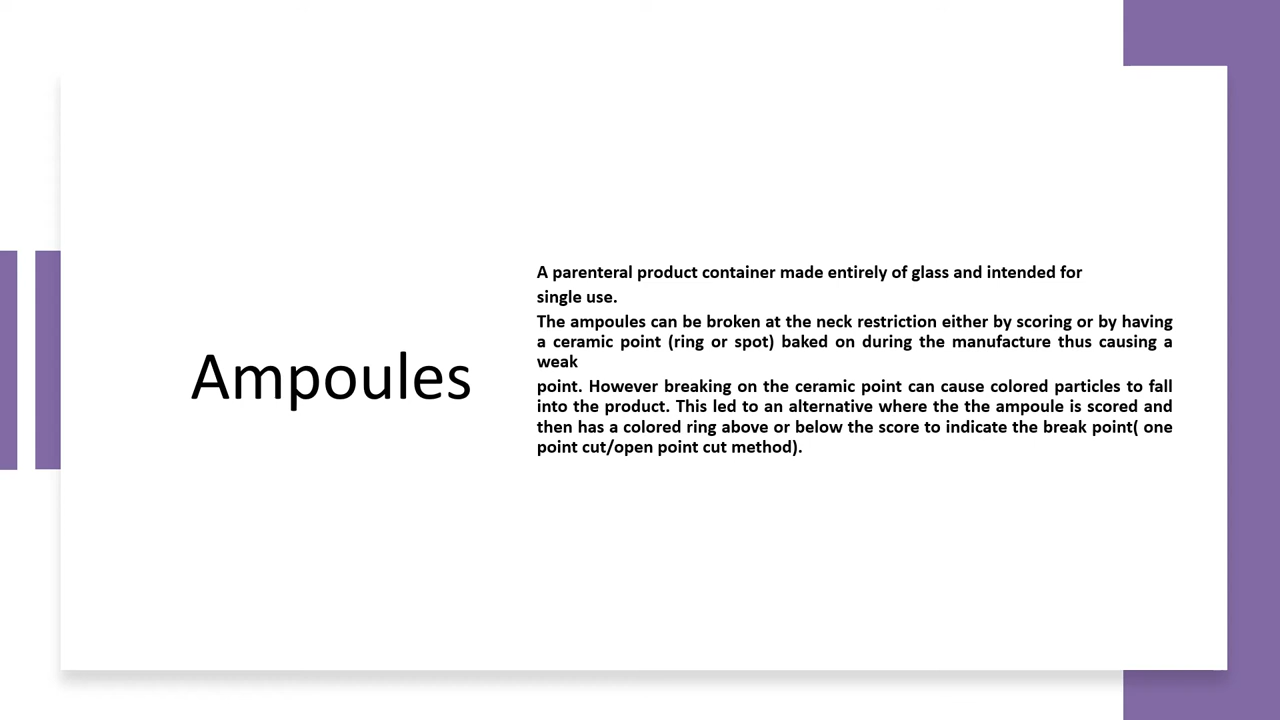 Ampoules
A parenteral product container made entirely of glass and intended for
single use.
The ampoules can be broken at the neck restriction either by scoring or by having
a ceramic point (ring or spot) baked on during the manufacture thus causing a
weak
point. However breaking on the ceramic point can cause colored particles to fall
into the product. This led to an alternative where the the ampoule is scored and
then has a colored ring above or below the score to indicate the break point( one
point cut/open point cut method).